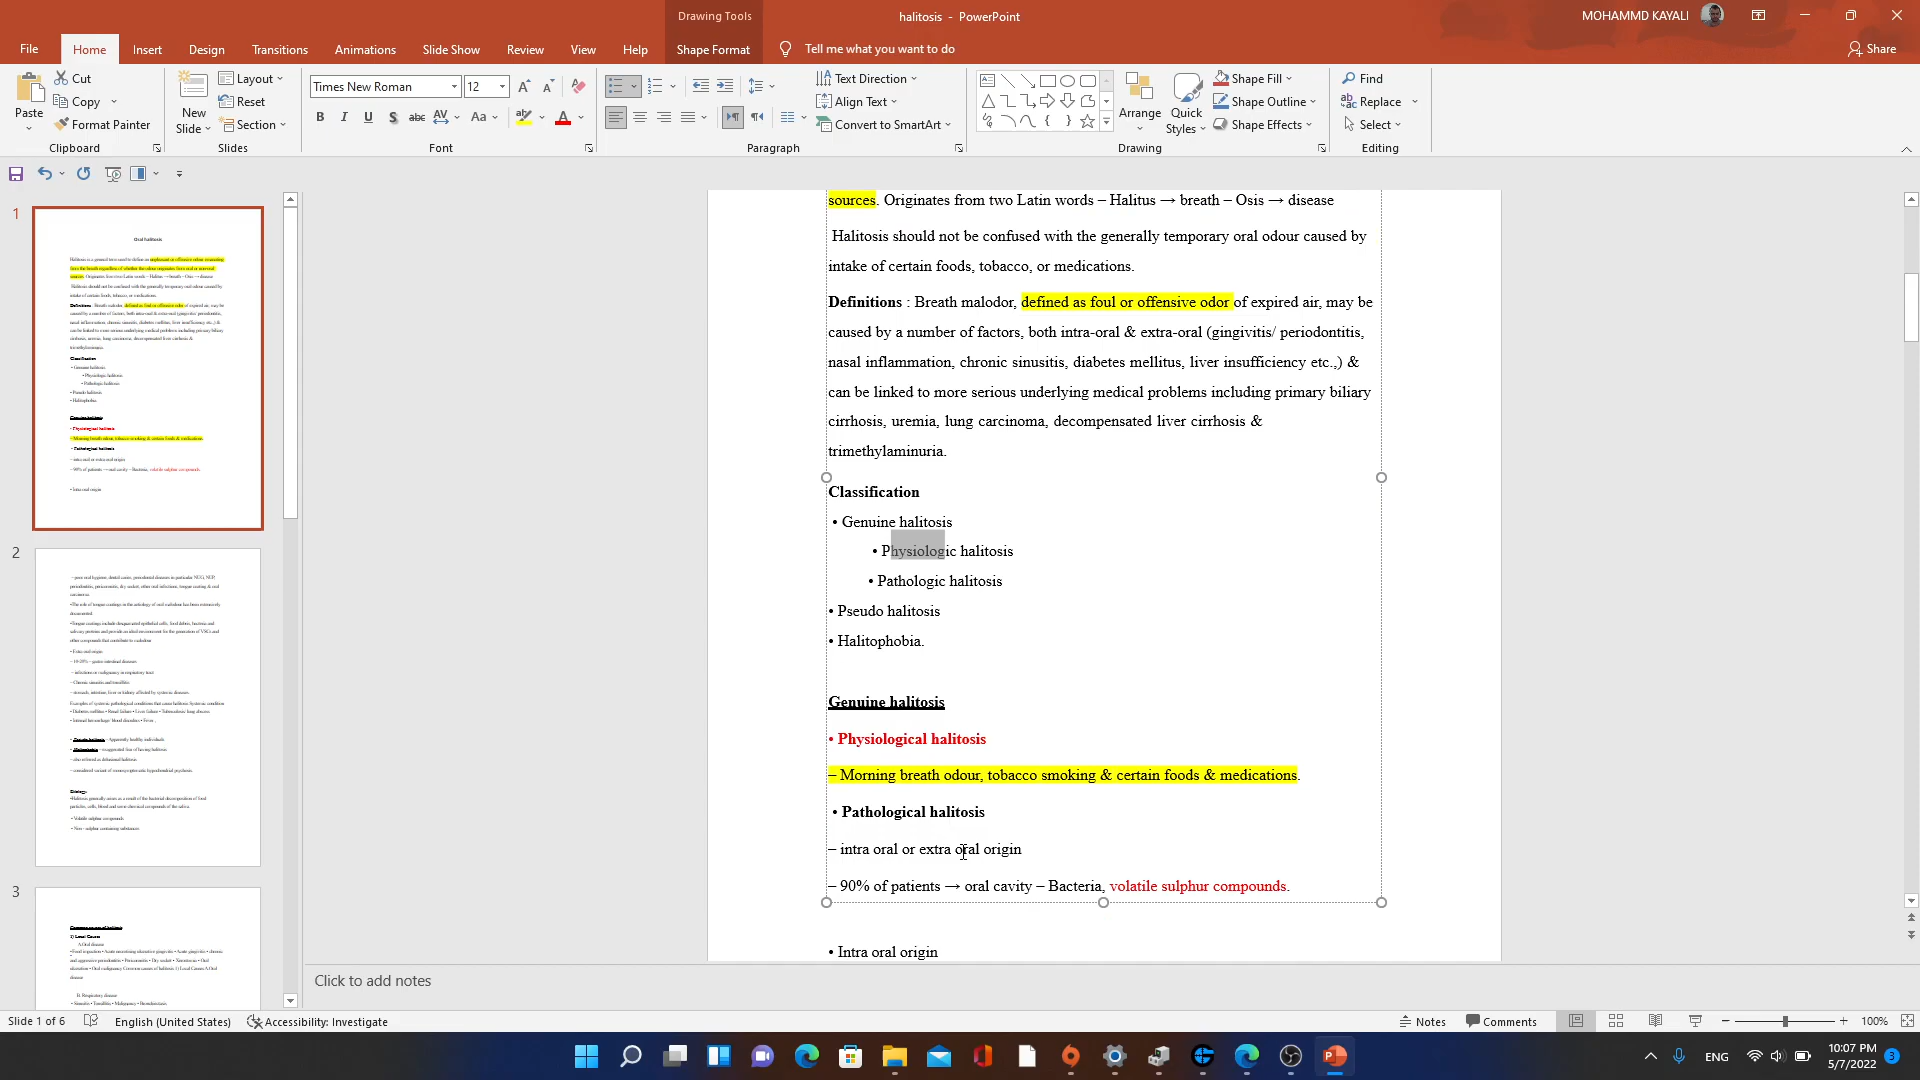 Drawing Tools
halitosis - PowerPoint
MOHAMMD KAYALI
File Home Insert Design Transitions Animations Slide Show Review View Help Shape Format Tell me what you want to do Share
Paste
Cut
Copy
Format Painter
Clipboard
New Slide
Layout
Reset
Section
Slides
Times New Roman 12
B I U S abc AV Aa A
Font
Text Direction
Align Text
Convert to SmartArt
Paragraph
Arrange
Quick Styles
Shape Fill
Shape Outline
Shape Effects
Drawing
Find
Replace
Select
Editing
1
2
3
sources. Originates from two Latin words – Halitus → breath – Osis → disease
Halitosis should not be confused with the generally temporary oral odour caused by
intake of certain foods, tobacco, or medications.
Definitions : Breath malodor, defined as foul or offensive odor of expired air, may be
caused by a number of factors, both intra-oral & extra-oral (gingivitis/ periodontitis,
nasal inflammation, chronic sinusitis, diabetes mellitus, liver insufficiency etc.,) &
can be linked to more serious underlying medical problems including primary biliary
cirrhosis, uremia, lung carcinoma, decompensated liver cirrhosis &
trimethylaminuria.
Classification
• Genuine halitosis
• Physiologic halitosis
• Pathologic halitosis
• Pseudo halitosis
• Halitophobia.
Genuine halitosis
• Physiological halitosis
– Morning breath odour, tobacco smoking & certain foods & medications.
• Pathological halitosis
– intra oral or extra oral origin
– 90% of patients → oral cavity – Bacteria, volatile sulphur compounds.
• Intra oral origin
Click to add notes
Slide 1 of 6 English (United States) Accessibility: Investigate Notes Comments 100%
ENG
10:07 PM
5/7/2022
3